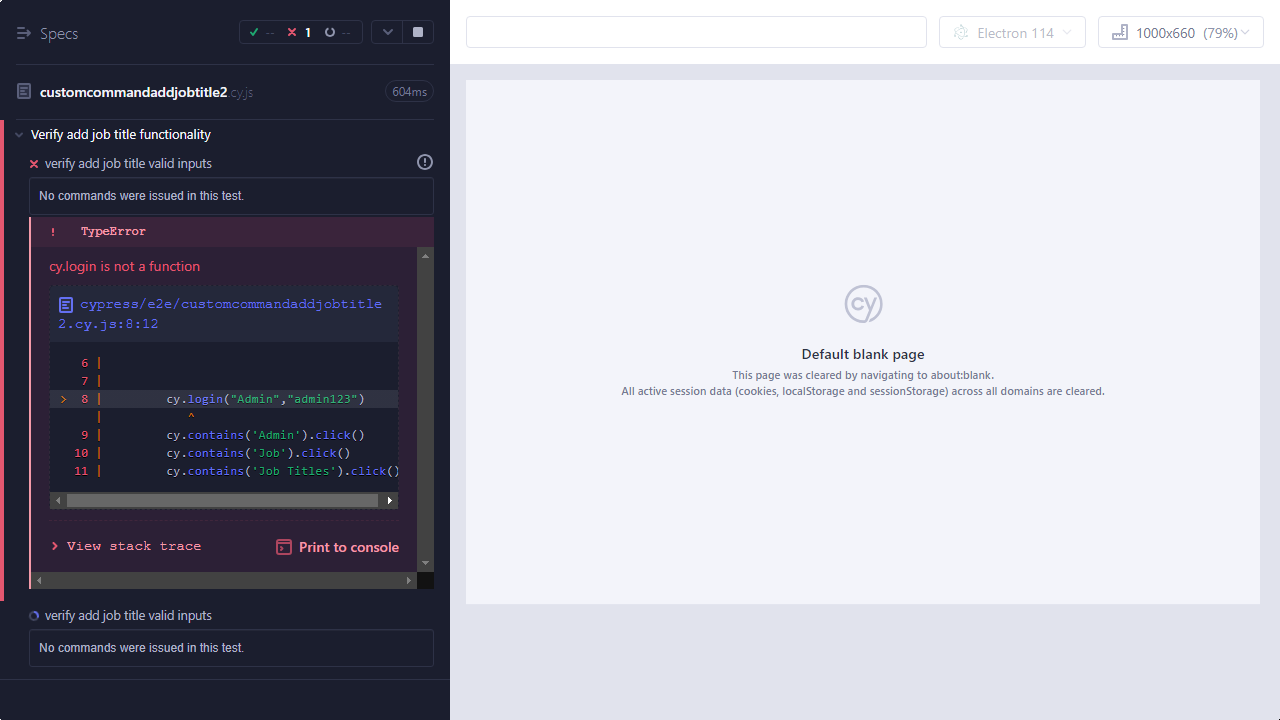 Specs
-- 1 --
customcommandaddjobtitle2.cy.js
604ms
Verify add job title functionality
verify add job title valid inputs
No commands were issued in this test.
! TypeError
cy.login is not a function
cypress/e2e/customcommandaddjobtitle
2.cy.js:8:12
6 |
7 |
> 8 | cy.login("Admin","admin123")
| ^
9 | cy.contains('Admin').click()
10 | cy.contains('Job').click()
11 | cy.contains('Job Titles').click()
> View stack trace
Print to console
verify add job title valid inputs
No commands were issued in this test.
Electron 114
1000x660 (79%)
cy
Default blank page
This page was cleared by navigating to about:blank.
All active session data (cookies, localStorage and sessionStorage) across all domains are cleared.